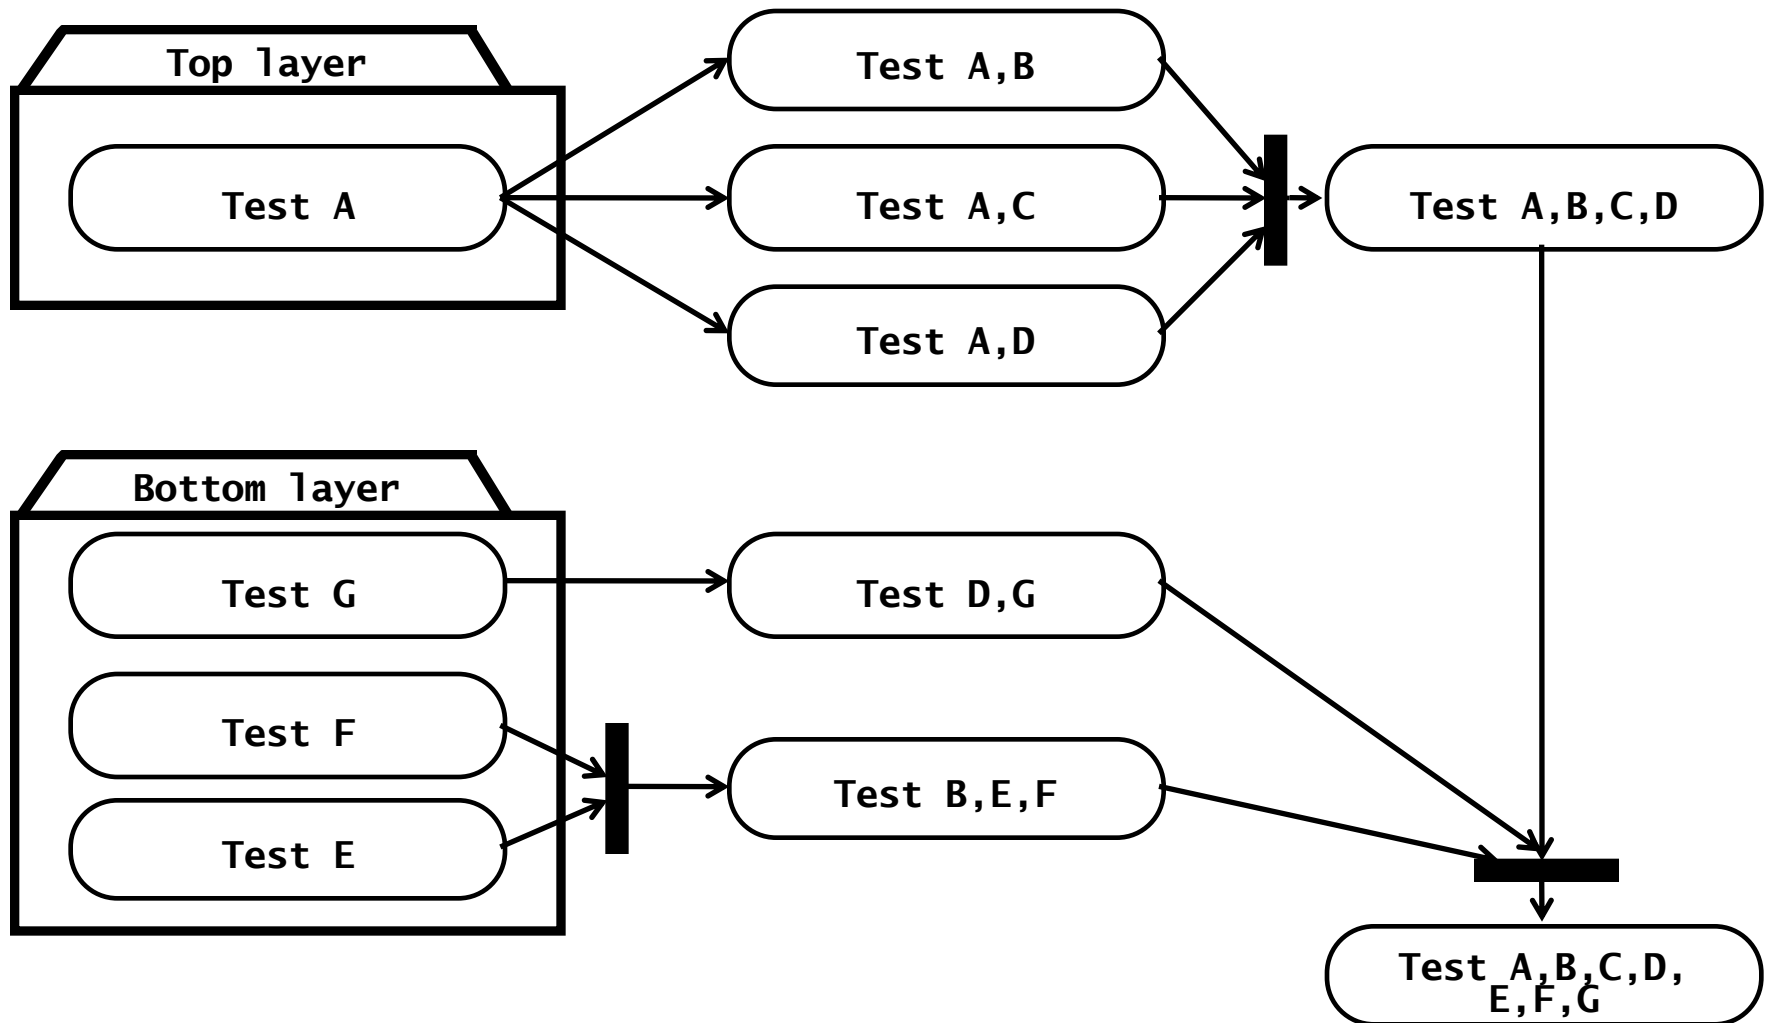 Top layer
Test A
Test A,B
Test A,C
Test A,D
Test A,B,C,D
Bottom layer
Test G
Test F
Test E
Test D,G
Test B,E,F
Test A,B,C,D,
E,F,G